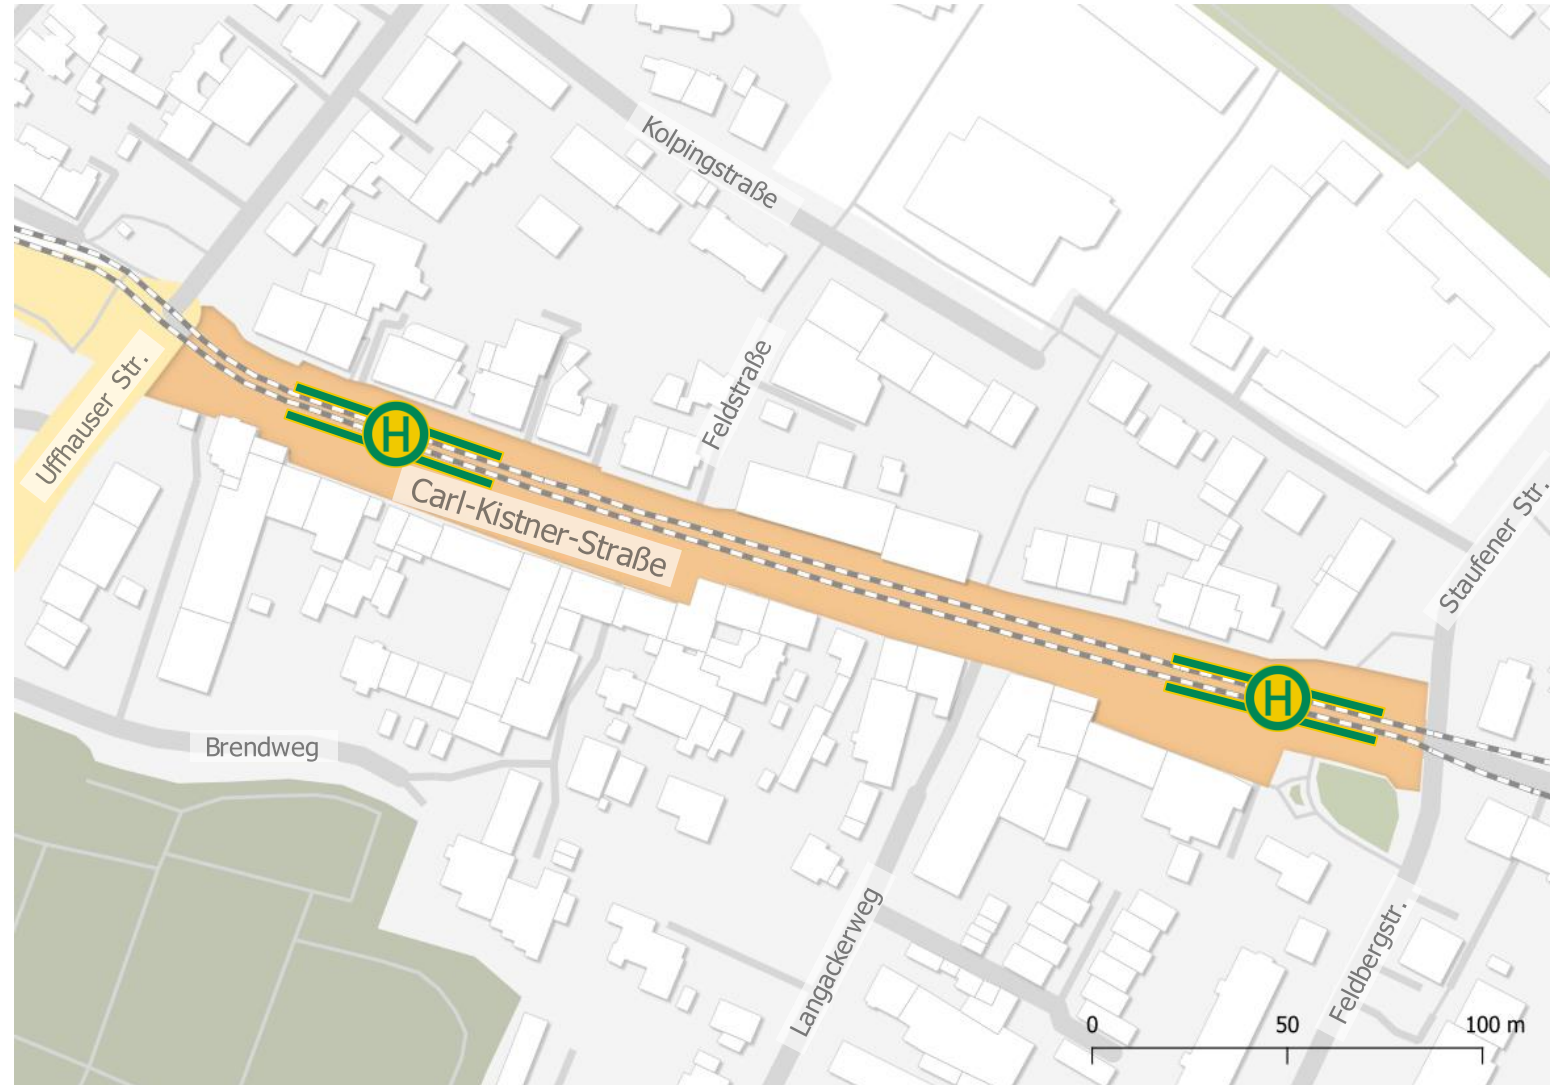 Kolpingstraße
Uffhauser Str.
Feldstraße
H
Carl-Kistner-Straße
Staufener Str.
H
Brendweg
Langackerweg
Feldbergstr.
0 50 100 m